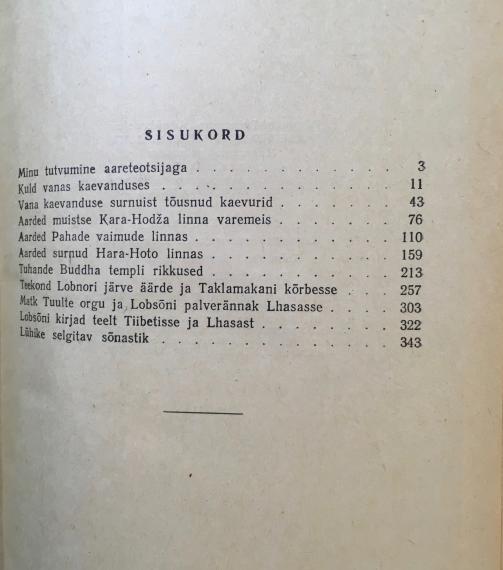 SISUKORD
Minu tutvumine aareteotsijaga . . . . . . . . . . . . 3
Kuld vanas kaevanduses . . . . . . . . . . . . . 11
Vana kaevanduse surnuist tõusnud kaevurid . . . . . . . 43
Aarded muistse Kara-Hodža linna varemeis . . . . . . . 76
Aarded Pahade vaimude linnas . . . . . . . . . . . 110
Aarded surnud Hara-Hoto linnas . . . . . . . . . . . 159
Tuhande Buddha templi rikkused . . . . . . . . . . . 213
Teekond Lobnori järve äärde ja Taklamakani kõrbesse . . . 257
Matk Tuulte orgu ja Lobsõni palverännak Lhasasse . . . . 303
Lobsõni kirjad teelt Tiibetisse ja Lhasast . . . . . . . . 322
Lühike selgitav sõnastik . . . . . . . . . . . . . 343